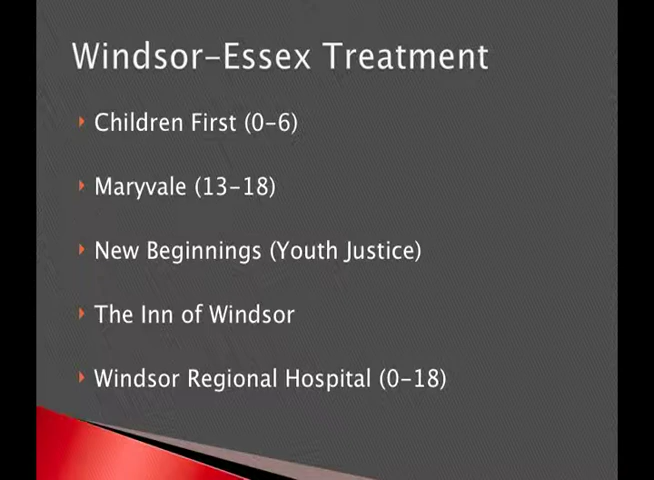 Windsor-Essex Treatment
Children First (0-6)
Maryvale (13-18)
New Beginnings (Youth Justice)
The Inn of Windsor
Windsor Regional Hospital (0-18)